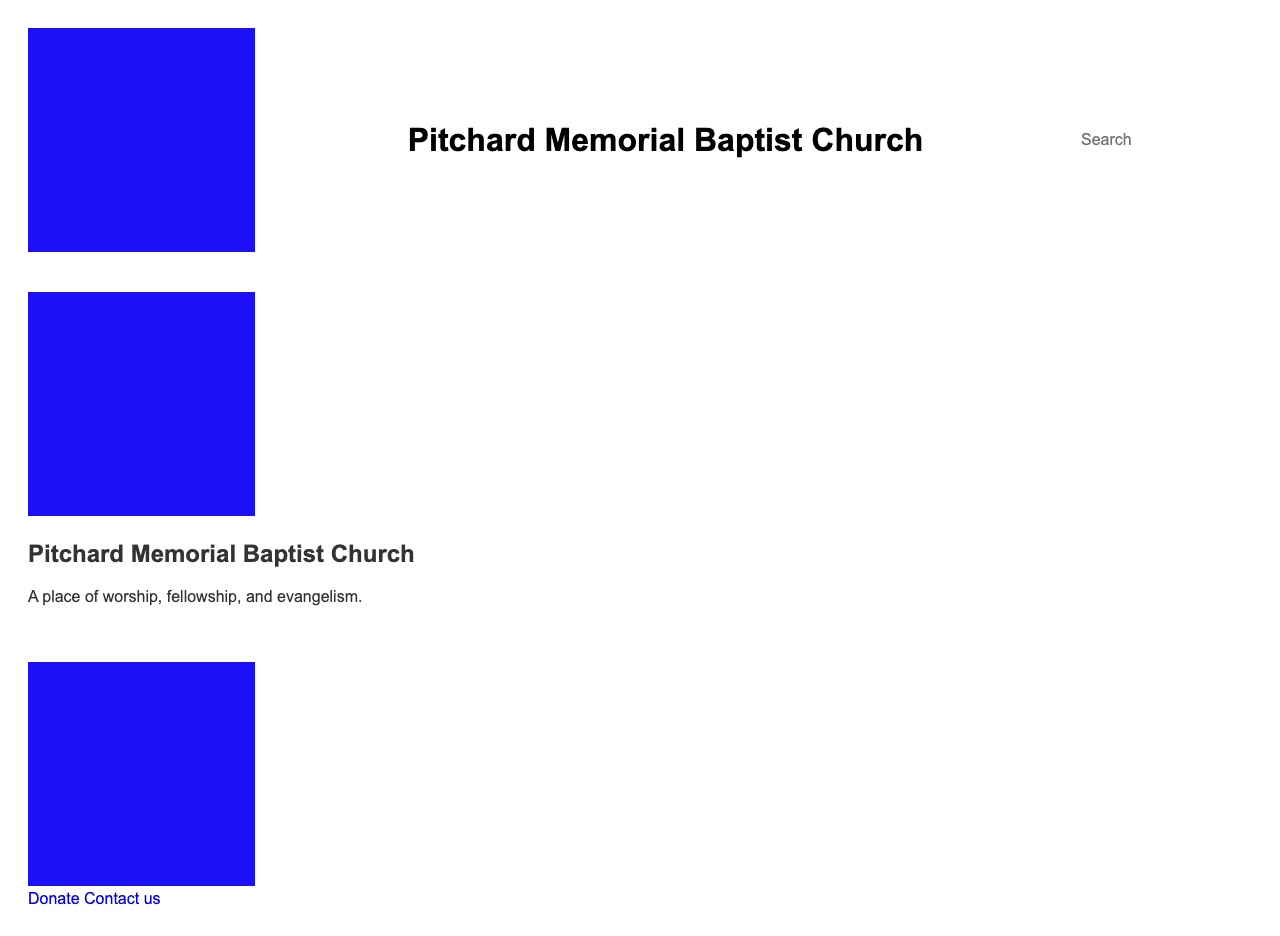 Pitchard Memorial Baptist Church
Search
Pitchard Memorial Baptist Church
A place of worship, fellowship, and evangelism.
Donate Contact us